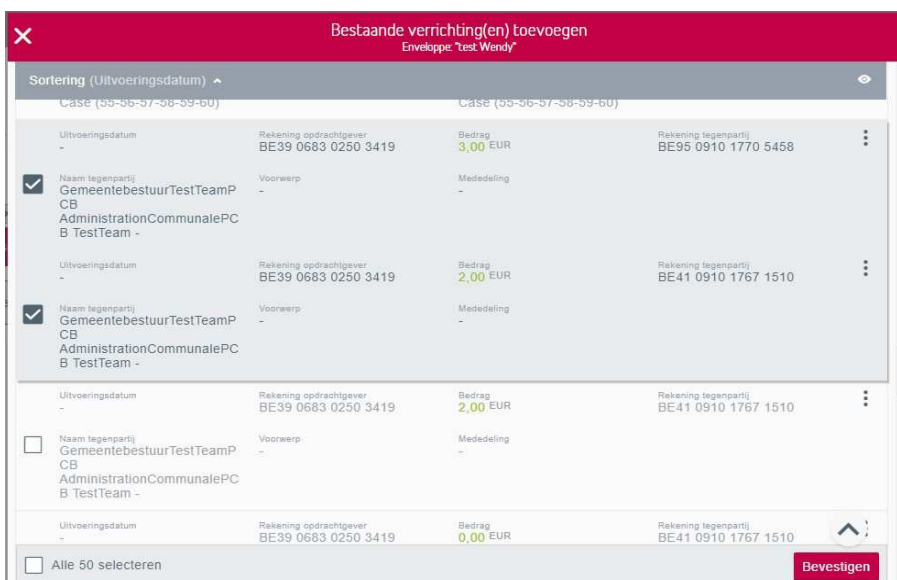 Bestaande verrichting(en) toevoegen
Enveloppe: "test Wendy"
Sortering (Uitvoeringsdatum)
Case (55-56-57-58-59-60) Case (55-56-57-58-59-60)
Uitvoeringsdatum Rekening opdrachtgever Bedrag Rekening tegenpartij
- BE39 0683 0250 3419 3,00 EUR BE95 0910 1770 5458
Naam tegenpartij Voorwerp Mededeling
GemeentebestuurTestTeamP - -
CB
AdministrationCommunalePC
B TestTeam -
Uitvoeringsdatum Rekening opdrachtgever Bedrag Rekening tegenpartij
- BE39 0683 0250 3419 2,00 EUR BE41 0910 1767 1510
Naam tegenpartij Voorwerp Mededeling
GemeentebestuurTestTeamP - -
CB
AdministrationCommunalePC
B TestTeam -
Uitvoeringsdatum Rekening opdrachtgever Bedrag Rekening tegenpartij
- BE39 0683 0250 3419 2,00 EUR BE41 0910 1767 1510
Naam tegenpartij Voorwerp Mededeling
GemeentebestuurTestTeamP - -
CB
AdministrationCommunalePC
B TestTeam -
Uitvoeringsdatum Rekening opdrachtgever Bedrag Rekening tegenpartij
- BE39 0683 0250 3419 0,00 EUR BE41 0910 1767 1510
Alle 50 selecteren Bevestigen